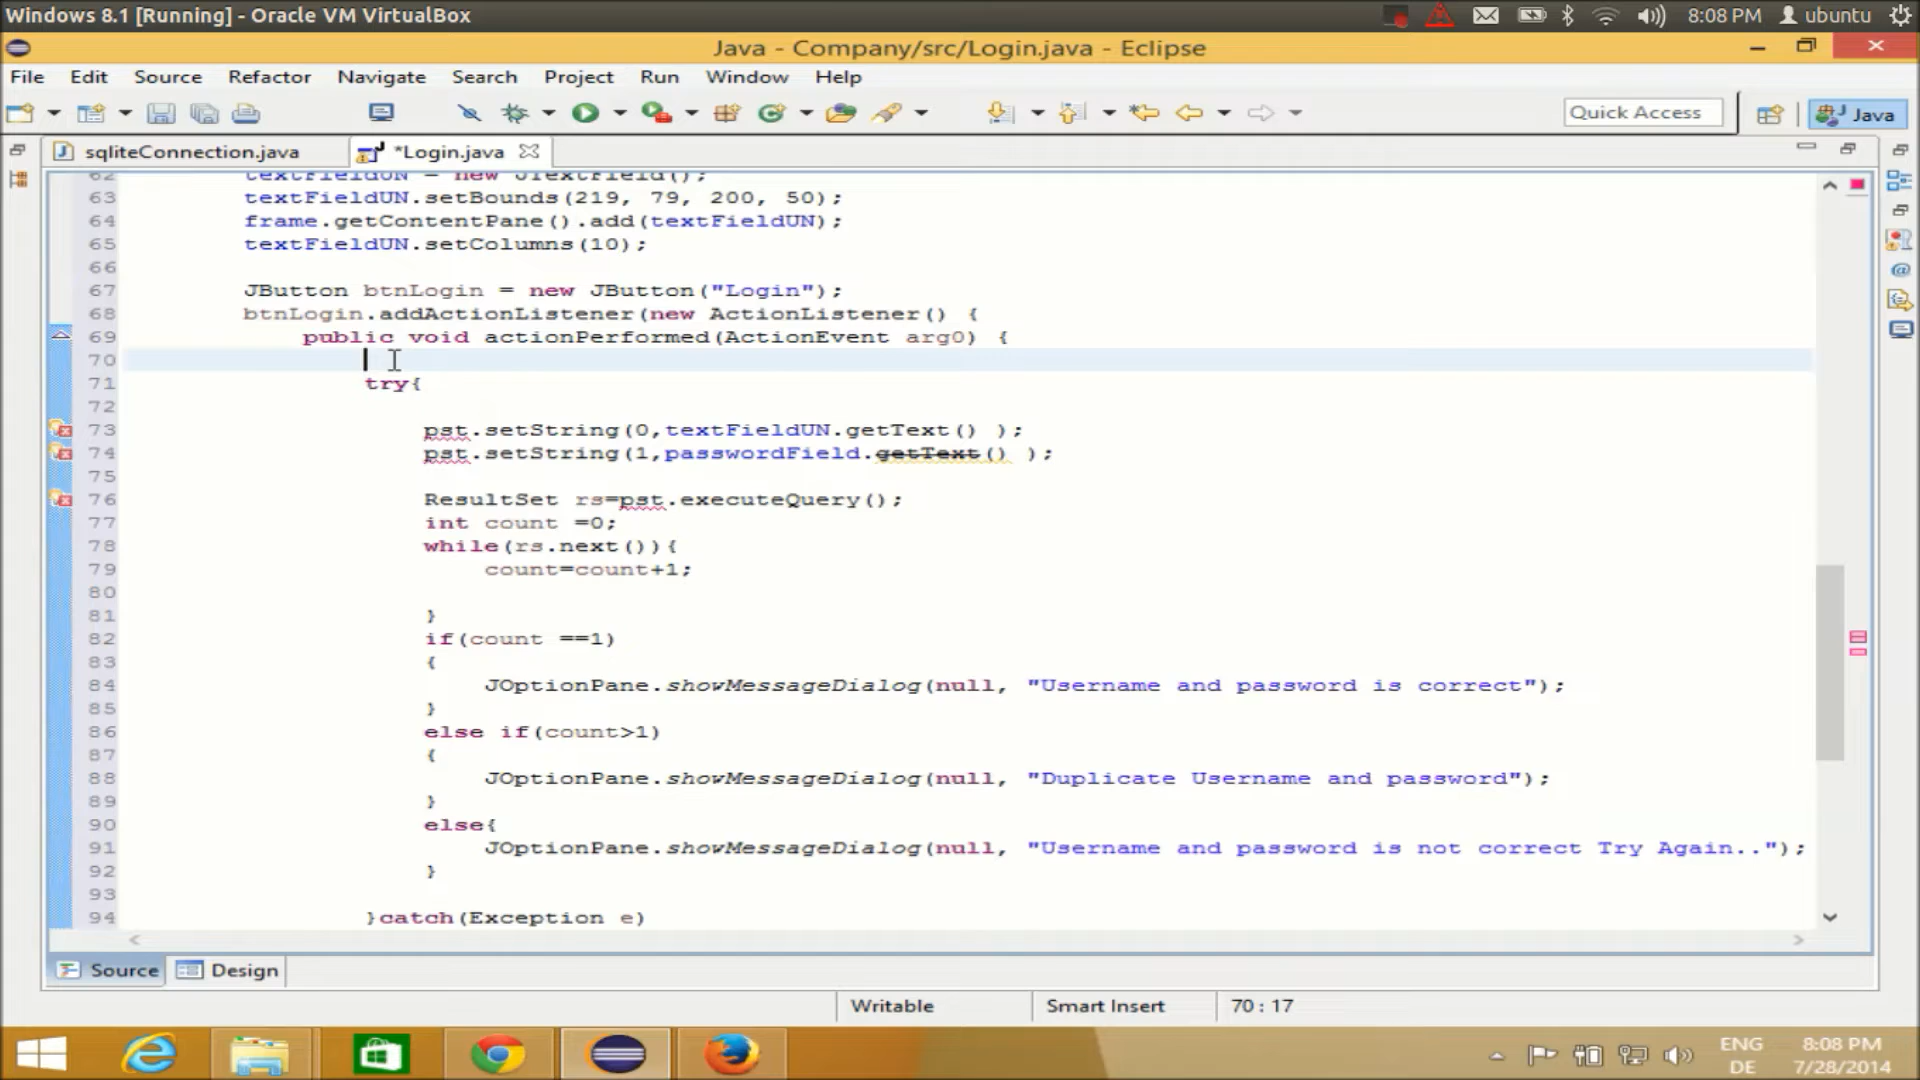 Windows 8.1 [Running] - Oracle VM VirtualBox
8:08 PM
ubuntu
Java - Company/src/Login.java - Eclipse
File Edit Source Refactor Navigate Search Project Run Window Help
Quick Access
Java
sqliteConnection.java
*Login.java
62 textFieldUN = new JTextField();
63 textFieldUN.setBounds(219, 79, 200, 50);
64 frame.getContentPane().add(textFieldUN);
65 textFieldUN.setColumns(10);
66
67 JButton btnLogin = new JButton("Login");
68 btnLogin.addActionListener(new ActionListener() {
69 public void actionPerformed(ActionEvent arg0) {
70
71 try{
72
73 pst.setString(0,textFieldUN.getText() );
74 pst.setString(1,passwordField.getText() );
75
76 ResultSet rs=pst.executeQuery();
77 int count =0;
78 while(rs.next()){
79 count=count+1;
80
81 }
82 if(count ==1)
83 {
84 JOptionPane.showMessageDialog(null, "Username and password is correct");
85 }
86 else if(count>1)
87 {
88 JOptionPane.showMessageDialog(null, "Duplicate Username and password");
89 }
90 else{
91 JOptionPane.showMessageDialog(null, "Username and password is not correct Try Again..");
92 }
93
94 }catch(Exception e)
Source
Design
Writable
Smart Insert
70 : 17
ENG
DE
8:08 PM
7/28/2014